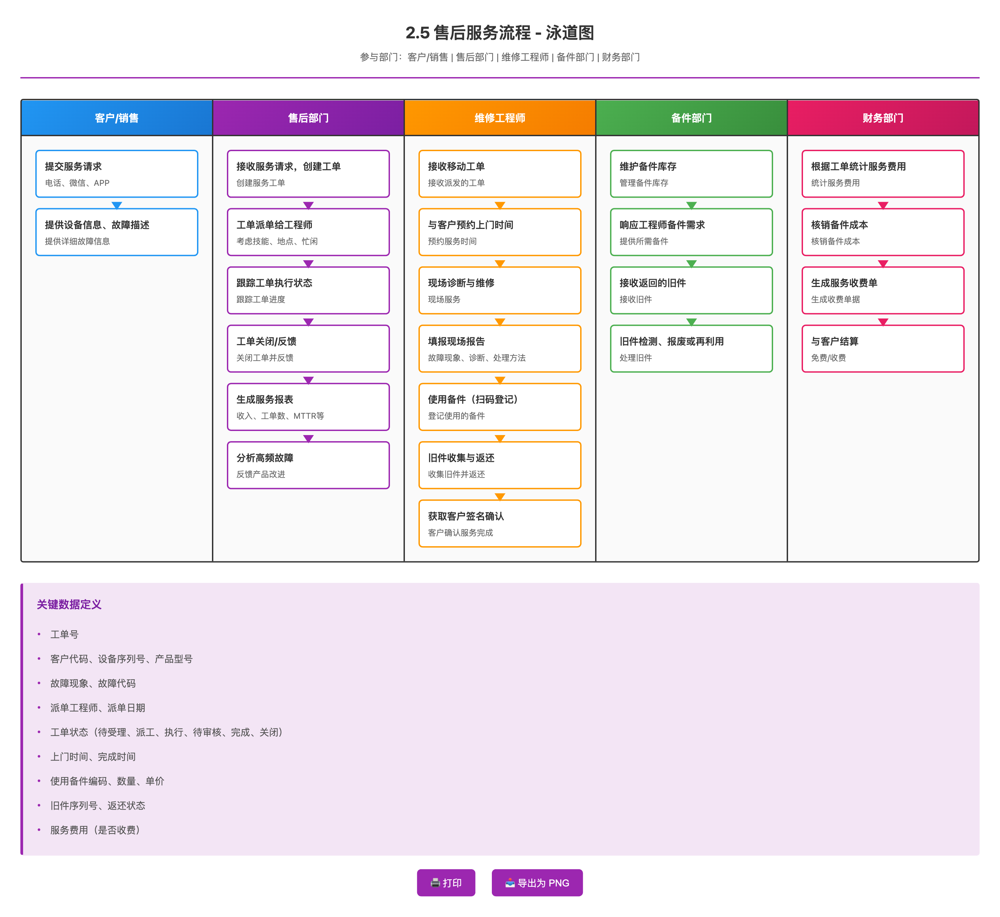 2.5 售后服务流程 - 泳道图
参与部门：客户/销售 | 售后部门 | 维修工程师 | 备件部门 | 财务部门
客户/销售
提交服务请求
电话、微信、APP
提供设备信息、故障描述
提供详细故障信息
售后部门
接收服务请求，创建工单
创建服务工单
工单派单给工程师
考虑技能、地点、忙闲
跟踪工单执行状态
跟踪工单进度
工单关闭/反馈
关闭工单并反馈
生成服务报表
收入、工单数、MTTR等
分析高频故障
反馈产品改进
维修工程师
接收移动工单
接收派发的工单
与客户预约上门时间
预约服务时间
现场诊断与维修
现场服务
填报现场报告
故障现象、诊断、处理方法
使用备件（扫码登记）
登记使用的备件
旧件收集与返还
收集旧件并返还
获取客户签名确认
客户确认服务完成
备件部门
维护备件库存
管理备件库存
响应工程师备件需求
提供所需备件
接收返回的旧件
接收旧件
旧件检测、报废或再利用
处理旧件
财务部门
根据工单统计服务费用
统计服务费用
核销备件成本
核销备件成本
生成服务收费单
生成收费单据
与客户结算
免费/收费
关键数据定义
• 工单号
• 客户代码、设备序列号、产品型号
• 故障现象、故障代码
• 派单工程师、派单日期
• 工单状态（待受理、派工、执行、待审核、完成、关闭）
• 上门时间、完成时间
• 使用备件编码、数量、单价
• 旧件序列号、返还状态
• 服务费用（是否收费）
打印
导出为 PNG